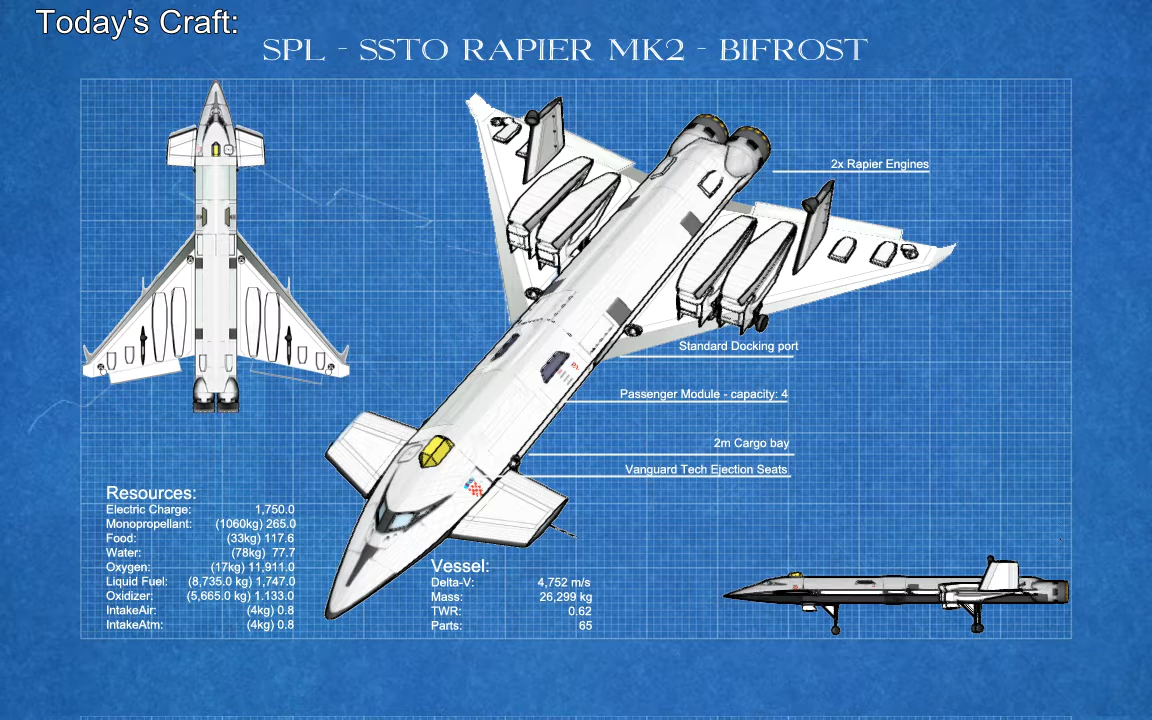 Today's Craft:
SPL - SSTO RAPIER MK2 - BIFROST
2x Rapier Engines
Standard Docking port
Passenger Module - capacity: 4
2m Cargo bay
Vanguard Tech Ejection Seats
Resources:
Electric Charge: 1,750.0
Monopropellant: (1060kg) 265.0
Food: (33kg) 117.6
Water: (78kg) 77.7
Oxygen: (17kg) 11,911.0
Liquid Fuel: (8,735.0 kg) 1,747.0
Oxidizer: (5,665.0 kg) 1.133.0
IntakeAir: (4kg) 0.8
IntakeAtm: (4kg) 0.8
Vessel:
Delta-V: 4,752 m/s
Mass: 26,299 kg
TWR: 0.62
Parts: 65